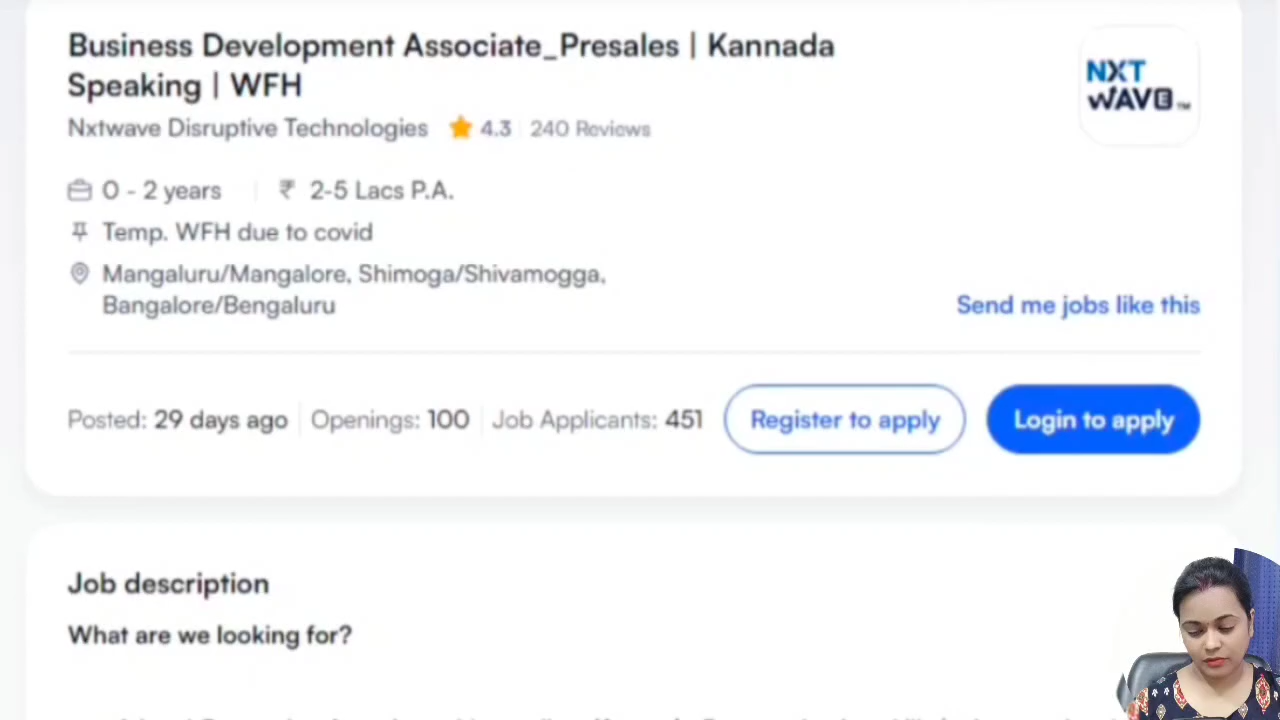 Business Development Associate_Presales | Kannada
Speaking | WFH
NXT
WAVE™
Nxtwave Disruptive Technologies 4.3 240 Reviews
0 - 2 years ₹ 2-5 Lacs P.A.
Temp. WFH due to covid
Mangaluru/Mangalore, Shimoga/Shivamogga,
Bangalore/Bengaluru
Send me jobs like this
Posted: 29 days ago Openings: 100 Job Applicants: 451 Register to apply Login to apply
Job description
What are we looking for?